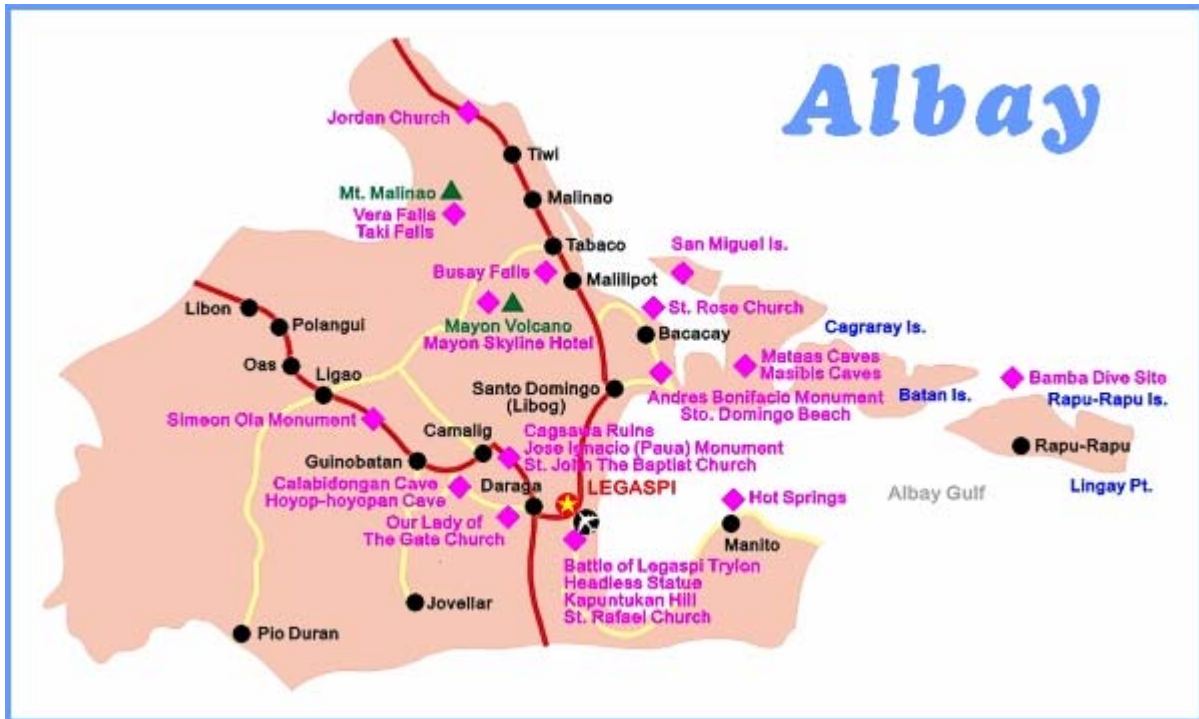 Albay
Jordan Church
Tiwi
Mt. Malinao
Malinao
Vera Falls
Taki Falls
Tabaco
San Miguel Is.
Busay Falls
Malilipot
Libon
St. Rose Church
Polangui
Mayon Volcano
Mayon Skyline Hotel
Bacacay
Cagraray Is.
Oas
Ligao
Mataas Caves
Masibis Caves
Santo Domingo
(Libog)
Andres Bonifacio Monument
Sto. Domingo Beach
Batan Is.
Bamba Dive Site
Rapu-Rapu Is.
Simeon Ola Monument
Camalig
Cagsawa Ruins
Jose Ignacio (Paua) Monument
St. John The Baptist Church
Rapu-Rapu
Guinobatan
Calabidongan Cave
Hoyop-hoyopan Cave
Daraga
LEGASPI
Albay Gulf
Lingay Pt.
Hot Springs
Our Lady of
The Gate Church
Manito
Battle of Legaspi Trylon
Headless Statue
Kapuntukan Hill
St. Rafael Church
Jovellar
Pio Duran